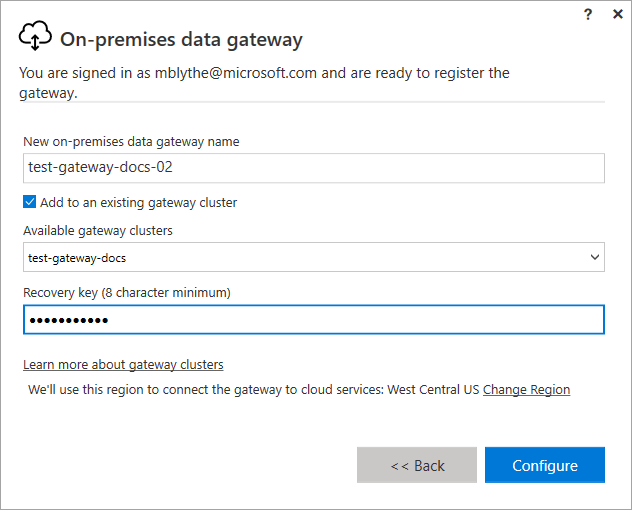 ?
On-premises data gateway
You are signed in as mblythe@microsoft.com and are ready to register the
gateway.
New on-premises data gateway name
test-gateway-docs-02
Add to an existing gateway cluster
Available gateway clusters
test-gateway-docs
Recovery key (8 character minimum)
●●●●●●●●●●●
Learn more about gateway clusters
We'll use this region to connect the gateway to cloud services: West Central US Change Region
<< Back
Configure